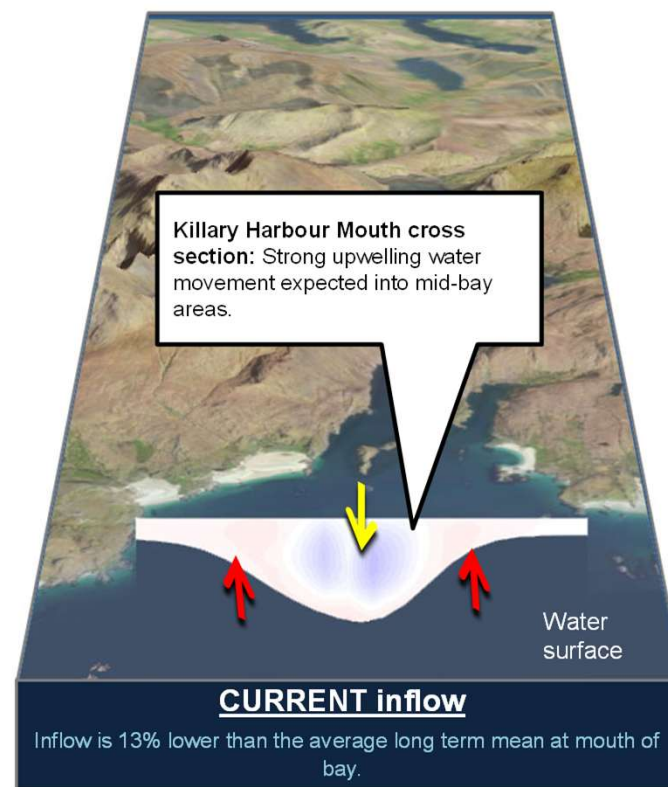 Killary Harbour Mouth cross
section: Strong upwelling water
movement expected into mid-bay
areas.
Water
surface
CURRENT inflow
Inflow is 13% lower than the average long term mean at mouth of
bay.